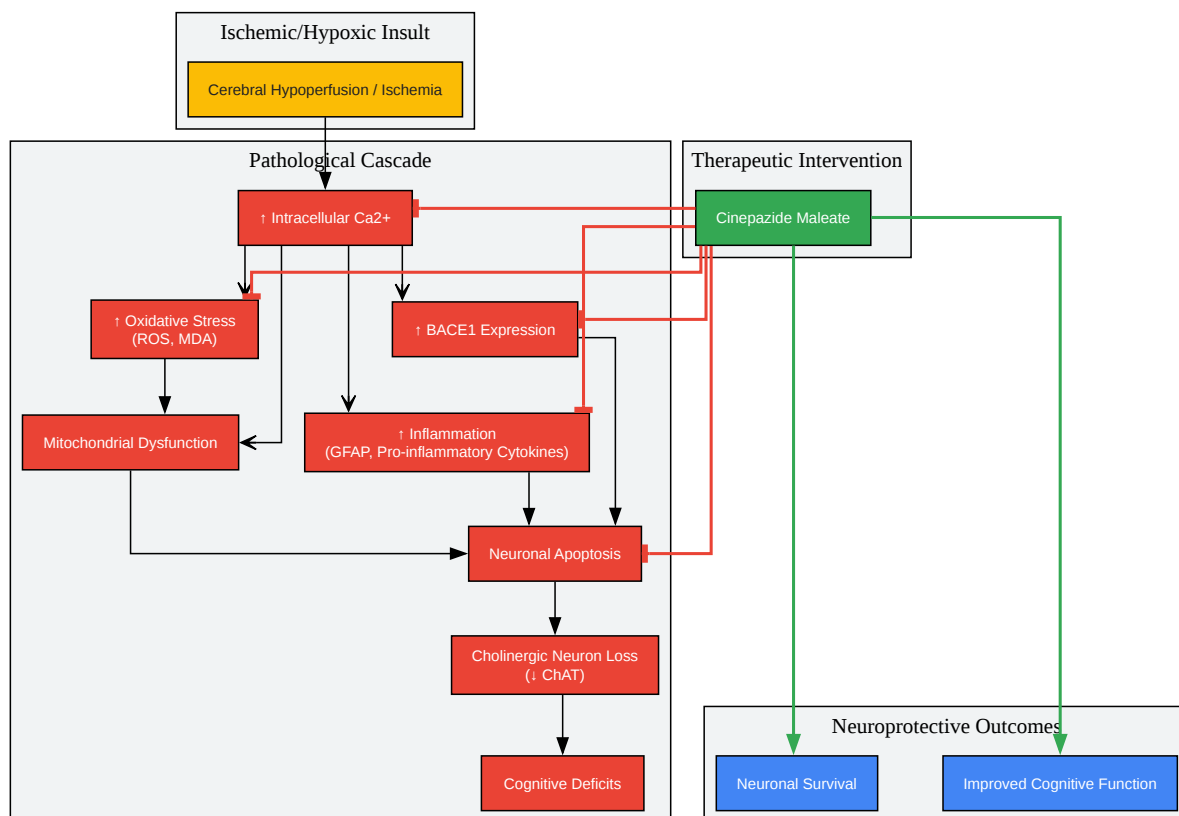 Ischemic/Hypoxic Insult
Cerebral Hypoperfusion / Ischemia
Pathological Cascade
Therapeutic Intervention
↑ Intracellular Ca2+
Cinepazide Maleate
↑ Oxidative Stress
(ROS, MDA)
↑ BACE1 Expression
Mitochondrial Dysfunction
↑ Inflammation
(GFAP, Pro-inflammatory Cytokines)
Neuronal Apoptosis
Cholinergic Neuron Loss
(↓ ChAT)
Neuroprotective Outcomes
Cognitive Deficits
Neuronal Survival
Improved Cognitive Function